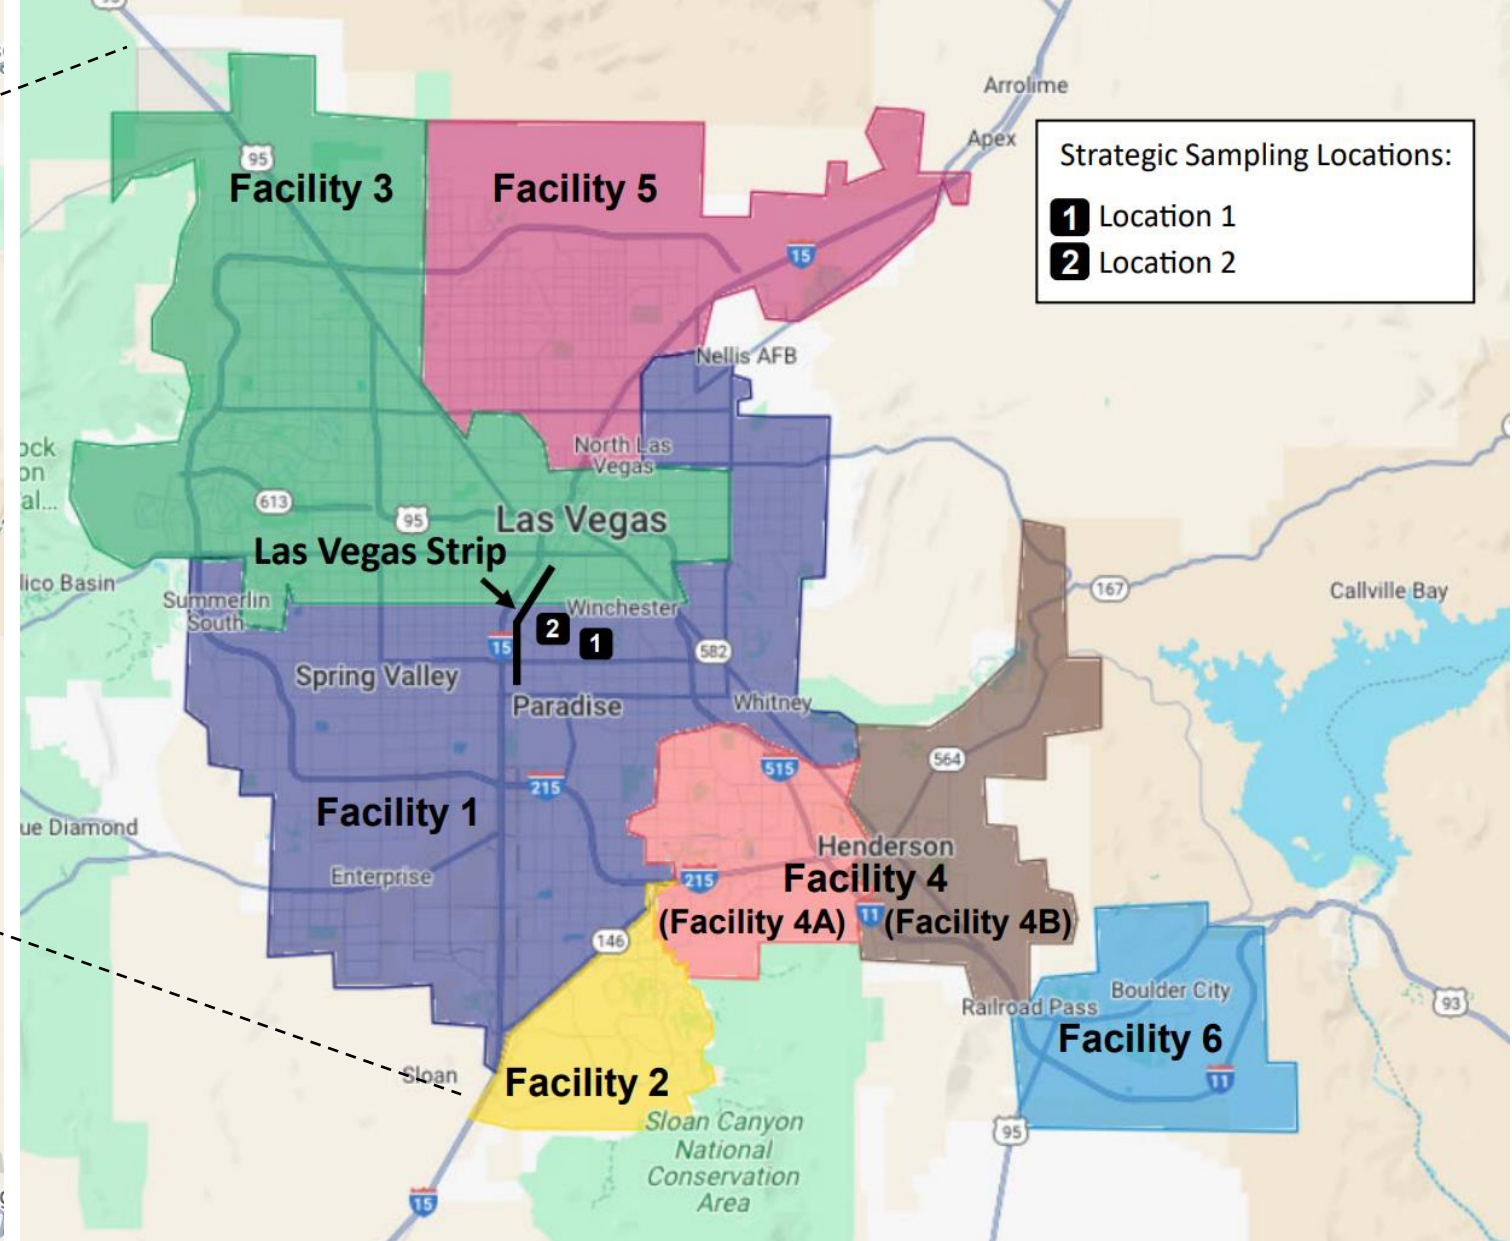 Arrolime
Apex
Strategic Sampling Locations:
1 Location 1
2 Location 2
95
Facility 3
Facility 5
15
Nellis AFB
North Las
Vegas
ock
on
al...
613
95
Las Vegas
Las Vegas Strip
lico Basin
Summerlin
South
Winchester
2
1
15
582
167
Callville Bay
Spring Valley
Paradise
Whitney
564
515
215
Facility 1
ue Diamond
Henderson
Enterprise
215
Facility 4
(Facility 4A)
11
(Facility 4B)
146
Boulder City
Railroad Pass
93
Facility 6
Sloan
Facility 2
11
Sloan Canyon
National
Conservation
Area
95
15